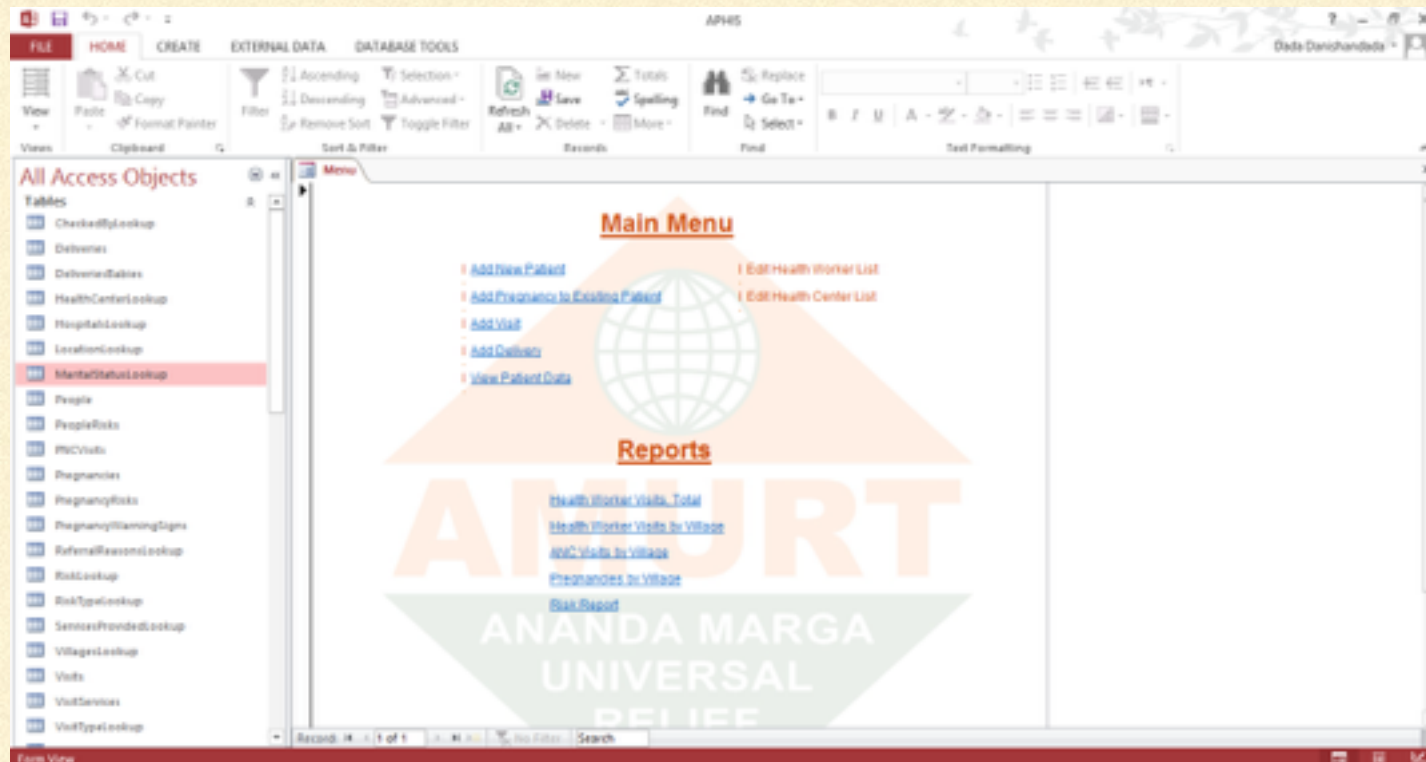 APHIS
FILE HOME CREATE EXTERNAL DATA DATABASE TOOLS
Dada Danishandada
View
Paste
Cut
Copy
Format Painter
Filter
Ascending
Descending
Remove Sort
Selection
Advanced
Toggle Filter
Refresh All
New
Save
Delete
Totals
Spelling
More
Find
Replace
Go To
Select
B I U A
Views Clipboard Sort & Filter Records Find Text Formatting
All Access Objects
Menu
Tables
CheckedByLookup
Deliveries
DeliveriesBabies
HealthCenterLookup
HospitalsLookup
LocationLookup
MaritalStatusLookup
People
PeopleRisks
PNCVisits
Pregnancies
PregnancyRisks
PregnancyWarningSigns
ReferralReasonsLookup
RiskLookup
RiskTypeLookup
ServicesProvidedLookup
VillagesLookup
Visits
VisitServices
VisitTypeLookup
Main Menu
Add New Patient
Add Pregnancy to Existing Patient
Add Visit
Add Delivery
View Patient Data
Edit Health Worker List
Edit Health Center List
Reports
Health Worker Visits, Total
Health Worker Visits by Village
ANC Visits by Village
Pregnancies by Village
Risk Report
AMURT
ANANDA MARGA
UNIVERSAL
RELIEF
Record: 1 of 1 No Filter Search
Form View